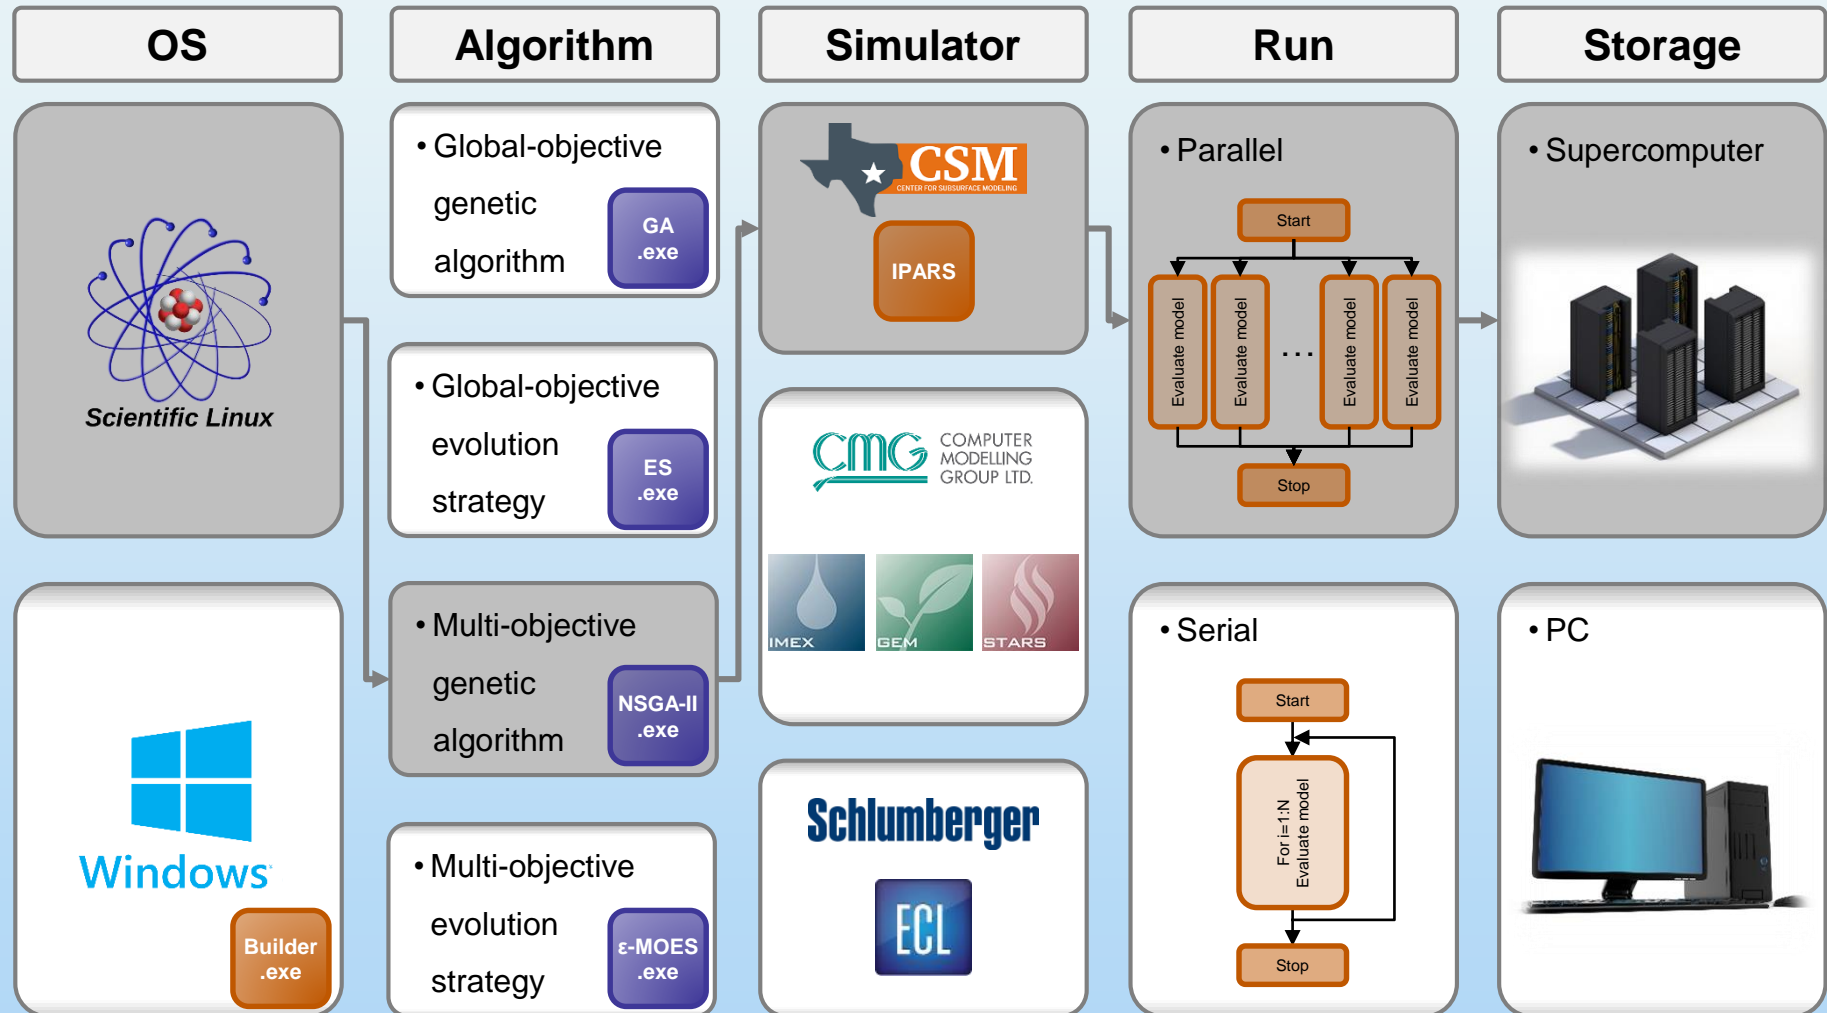 OS
Algorithm
Simulator
Run
Storage
Scientific Linux
Windows
Builder
.exe
• Global-objective
genetic
algorithm
GA
.exe
• Global-objective
evolution
strategy
ES
.exe
• Multi-objective
genetic
algorithm
NSGA-II
.exe
• Multi-objective
evolution
strategy
ε-MOES
.exe
CSM
CENTER FOR SUBSURFACE MODELING
IPARS
CMG
COMPUTER
MODELLING
GROUP LTD.
IMEX
GEM
STARS
Schlumberger
ECL
• Parallel
Start
Evaluate model
Evaluate model
...
Evaluate model
Evaluate model
Stop
• Serial
Start
For i=1:N
Evaluate model
Stop
• Supercomputer
• PC